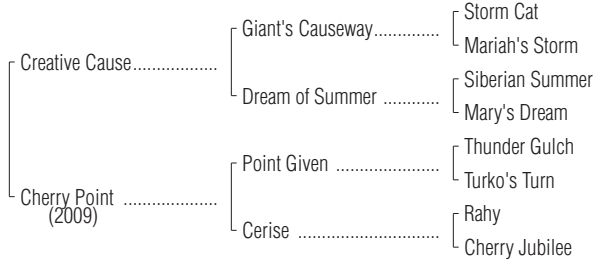 Storm Cat
Giant's Causeway..............
Mariah's Storm
Creative Cause..................
Siberian Summer
Dream of Summer ............
Mary's Dream
Thunder Gulch
Point Given ......................
Turko's Turn
Cherry Point ....................
(2009)
Rahy
Cerise ..............................
Cherry Jubilee